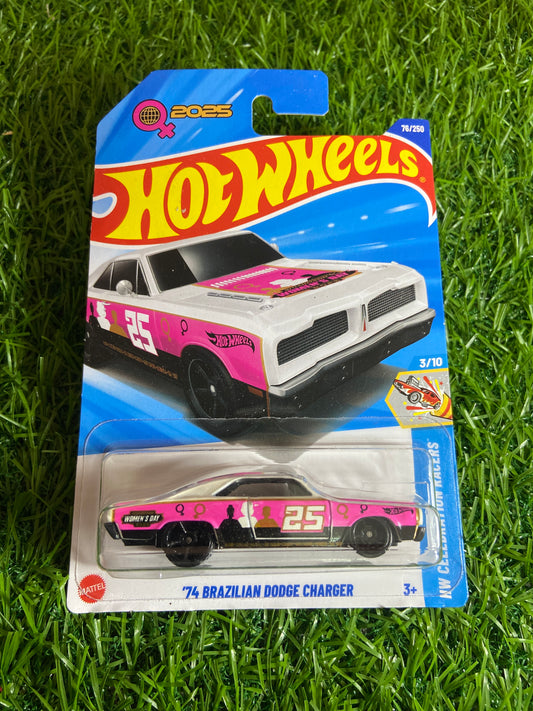 2025
76/250
HOT WHEELS
25
HOT WHEELS
3/10
HW CELEBRATION RACERS
WOMEN'S DAY
25
MATTEL
'74 BRAZILIAN DODGE CHARGER
3+